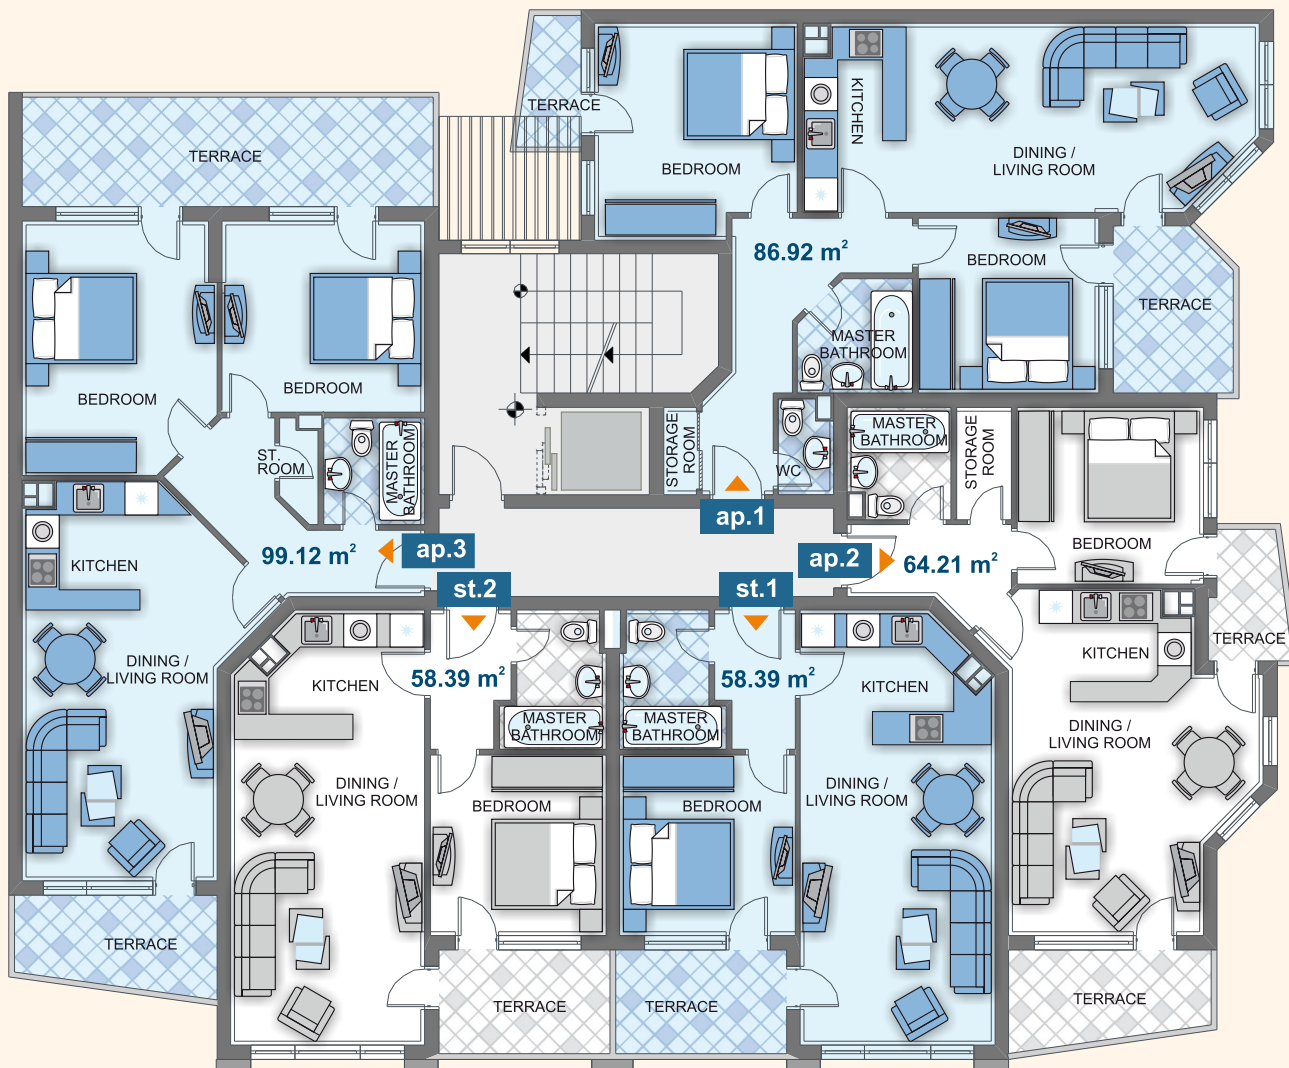 TERRACE
BEDROOM
KITCHEN
DINING /
LIVING ROOM
TERRACE
86.92 m²
BEDROOM
TERRACE
MASTER
BATHROOM
STORAGE
ROOM
WC
ap.1
TERRACE
BEDROOM
BEDROOM
ST.
ROOM
MASTER
BATHROOM
99.12 m²
ap.3
KITCHEN
DINING /
LIVING ROOM
TERRACE
MASTER
BATHROOM
STORAGE
ROOM
ap.2
64.21 m²
BEDROOM
TERRACE
KITCHEN
DINING /
LIVING ROOM
TERRACE
st.2
58.39 m²
KITCHEN
MASTER
BATHROOM
DINING /
LIVING ROOM
BEDROOM
TERRACE
st.1
58.39 m²
KITCHEN
MASTER
BATHROOM
BEDROOM
DINING /
LIVING ROOM
TERRACE